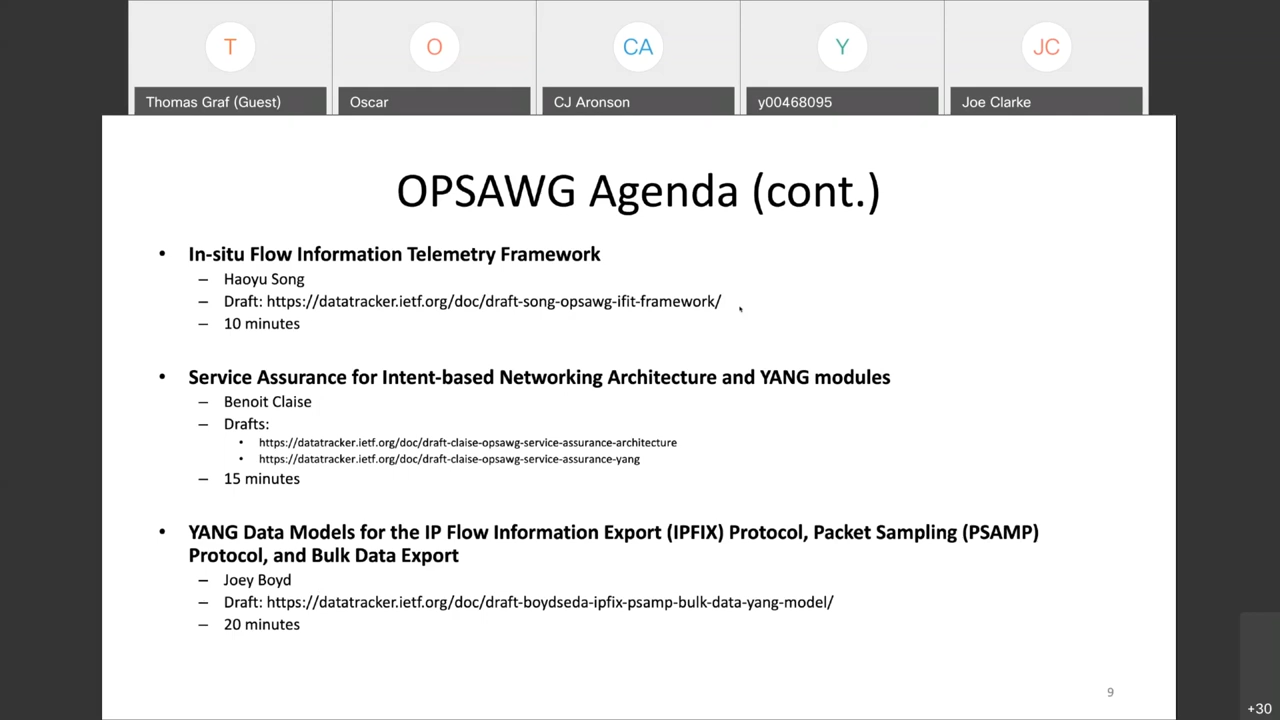 T
O
CA
Y
JC
Thomas Graf (Guest)
Oscar
CJ Aronson
y00468095
Joe Clarke
OPSAWG Agenda (cont.)
• In-situ Flow Information Telemetry Framework
– Haoyu Song
– Draft: https://datatracker.ietf.org/doc/draft-song-opsawg-ifit-framework/
– 10 minutes
• Service Assurance for Intent-based Networking Architecture and YANG modules
– Benoit Claise
– Drafts:
• https://datatracker.ietf.org/doc/draft-claise-opsawg-service-assurance-architecture
• https://datatracker.ietf.org/doc/draft-claise-opsawg-service-assurance-yang
– 15 minutes
• YANG Data Models for the IP Flow Information Export (IPFIX) Protocol, Packet Sampling (PSAMP)
Protocol, and Bulk Data Export
– Joey Boyd
– Draft: https://datatracker.ietf.org/doc/draft-boydseda-ipfix-psamp-bulk-data-yang-model/
– 20 minutes
9
+30